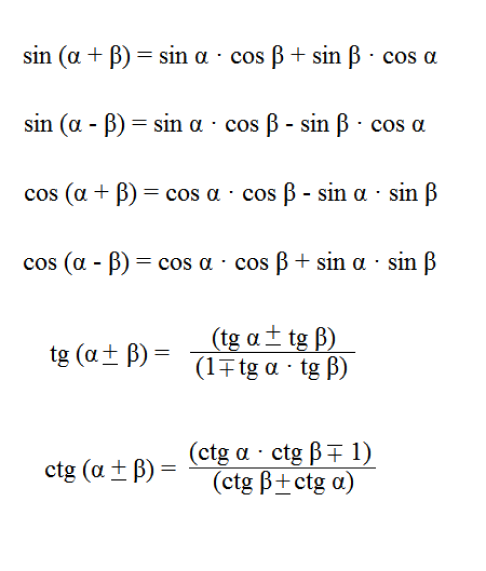 sin (α + β) = sin α · cos β + sin β · cos α
sin (α - β) = sin α · cos β - sin β · cos α
cos (α + β) = cos α · cos β - sin α · sin β
cos (α - β) = cos α · cos β + sin α · sin β
tg (α ± β) = (tg α ± tg β) / (1 ∓ tg α · tg β)
ctg (α ± β) = (ctg α · ctg β ∓ 1) / (ctg β ± ctg α)